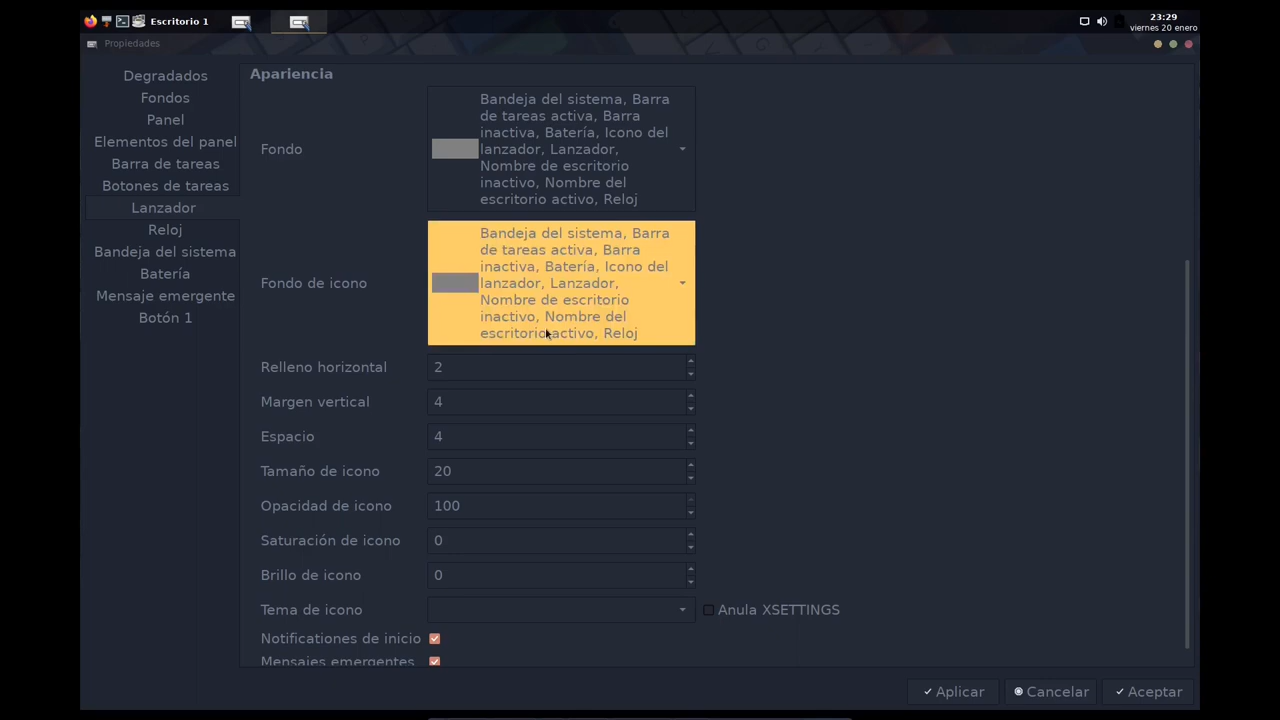 Escritorio 1
23:29
viernes 20 enero
Propiedades
Degradados
Fondos
Panel
Elementos del panel
Barra de tareas
Botones de tareas
Lanzador
Reloj
Bandeja del sistema
Batería
Mensaje emergente
Botón 1
Apariencia
Fondo
Bandeja del sistema, Barra
de tareas activa, Barra
inactiva, Batería, Icono del
lanzador, Lanzador,
Nombre de escritorio
inactivo, Nombre del
escritorio activo, Reloj
Fondo de icono
Bandeja del sistema, Barra
de tareas activa, Barra
inactiva, Batería, Icono del
lanzador, Lanzador,
Nombre de escritorio
inactivo, Nombre del
escritorio activo, Reloj
Relleno horizontal 2
Margen vertical 4
Espacio 4
Tamaño de icono 20
Opacidad de icono 100
Saturación de icono 0
Brillo de icono 0
Tema de icono Anula XSETTINGS
Notificationes de inicio
Mensajes emergentes
Aplicar Cancelar Aceptar